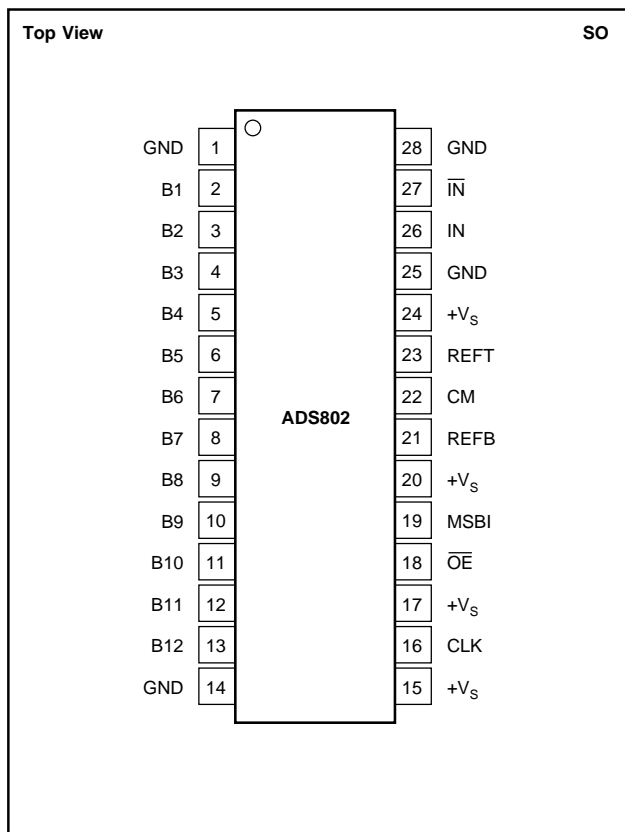 Top View SO
GND 1 28 GND
B1 2 27 I̅N̅
B2 3 26 IN
B3 4 25 GND
B4 5 24 +VS
B5 6 23 REFT
B6 7 22 CM
B7 8 ADS802 21 REFB
B8 9 20 +VS
B9 10 19 MSBI
B10 11 18 O̅E̅
B11 12 17 +VS
B12 13 16 CLK
GND 14 15 +VS